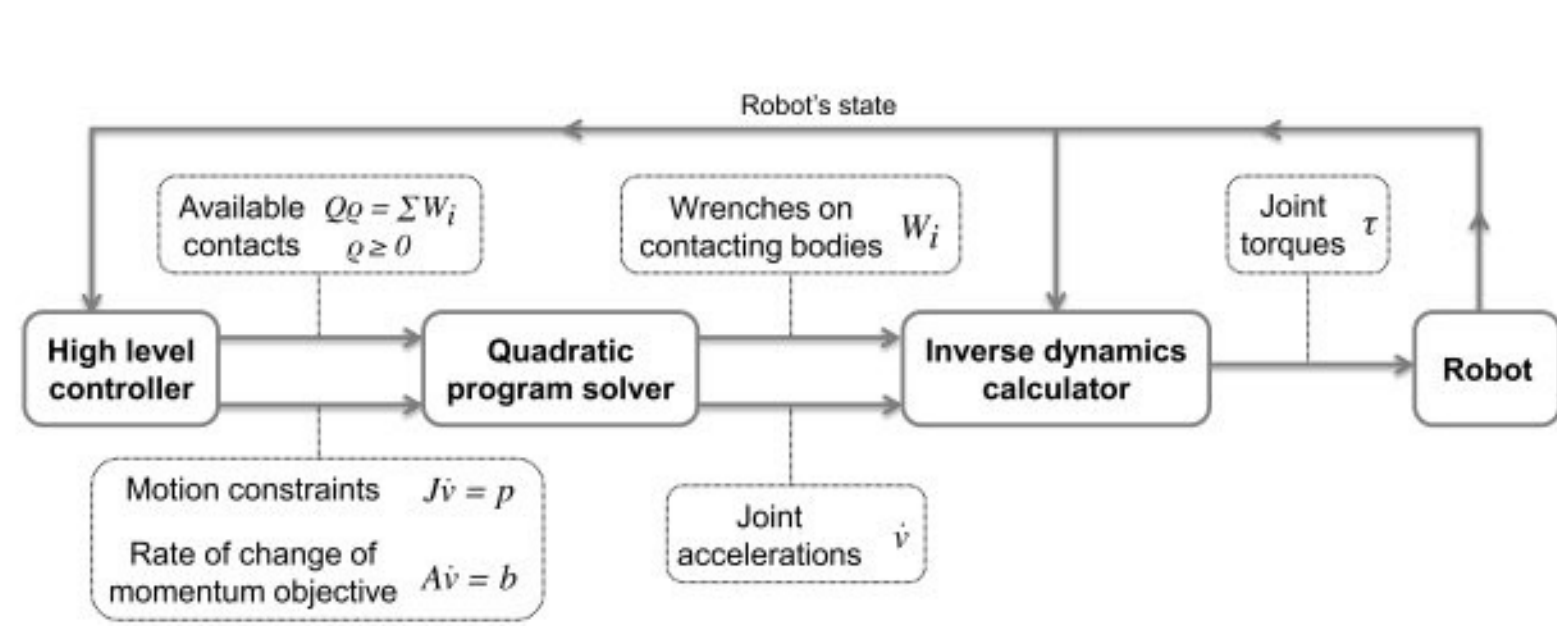 Robot's state
Available contacts
Qϱ = ΣWᵢ
ϱ ≥ 0
Wrenches on
contacting bodies
Wᵢ
Joint
torques
τ
High level
controller
Quadratic
program solver
Inverse dynamics
calculator
Robot
Motion constraints Jv̇ = p
Rate of change of
momentum objective
Av̇ = b
Joint
accelerations
v̇